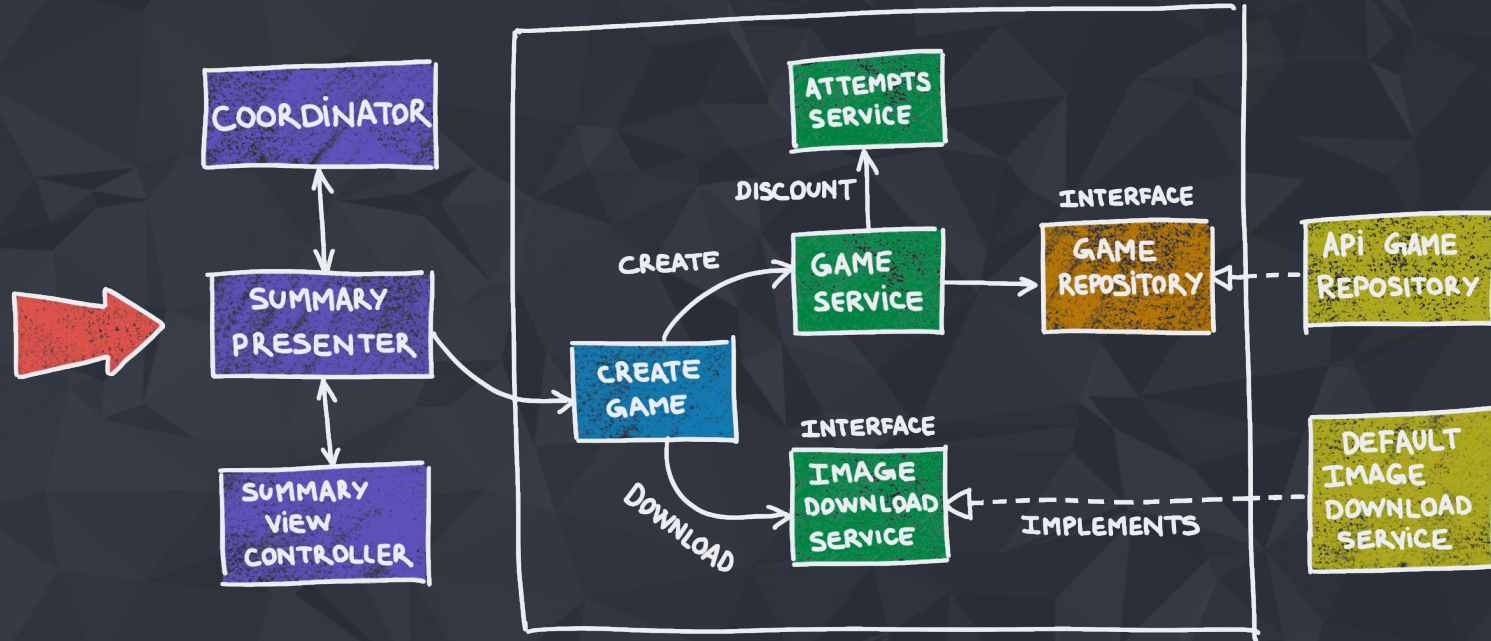 COORDiNATOR
SUMMARY
PRESENTER
SUMMARY
ViEW
CONTROLLER
CREATE
GAME
CREATE
DOWNLOAD
ATTEMPTS
SERViCE
DISCOUNT
GAME
SERViCE
INTERFACE
GAME
REPOSiTORY
INTERFACE
IMAGE
DOWNLOAD
SERViCE
IMPLEMENTS
APi GAME
REPOSiTORY
DEFAULT
IMAGE
DOWNLOAD
SERViCE